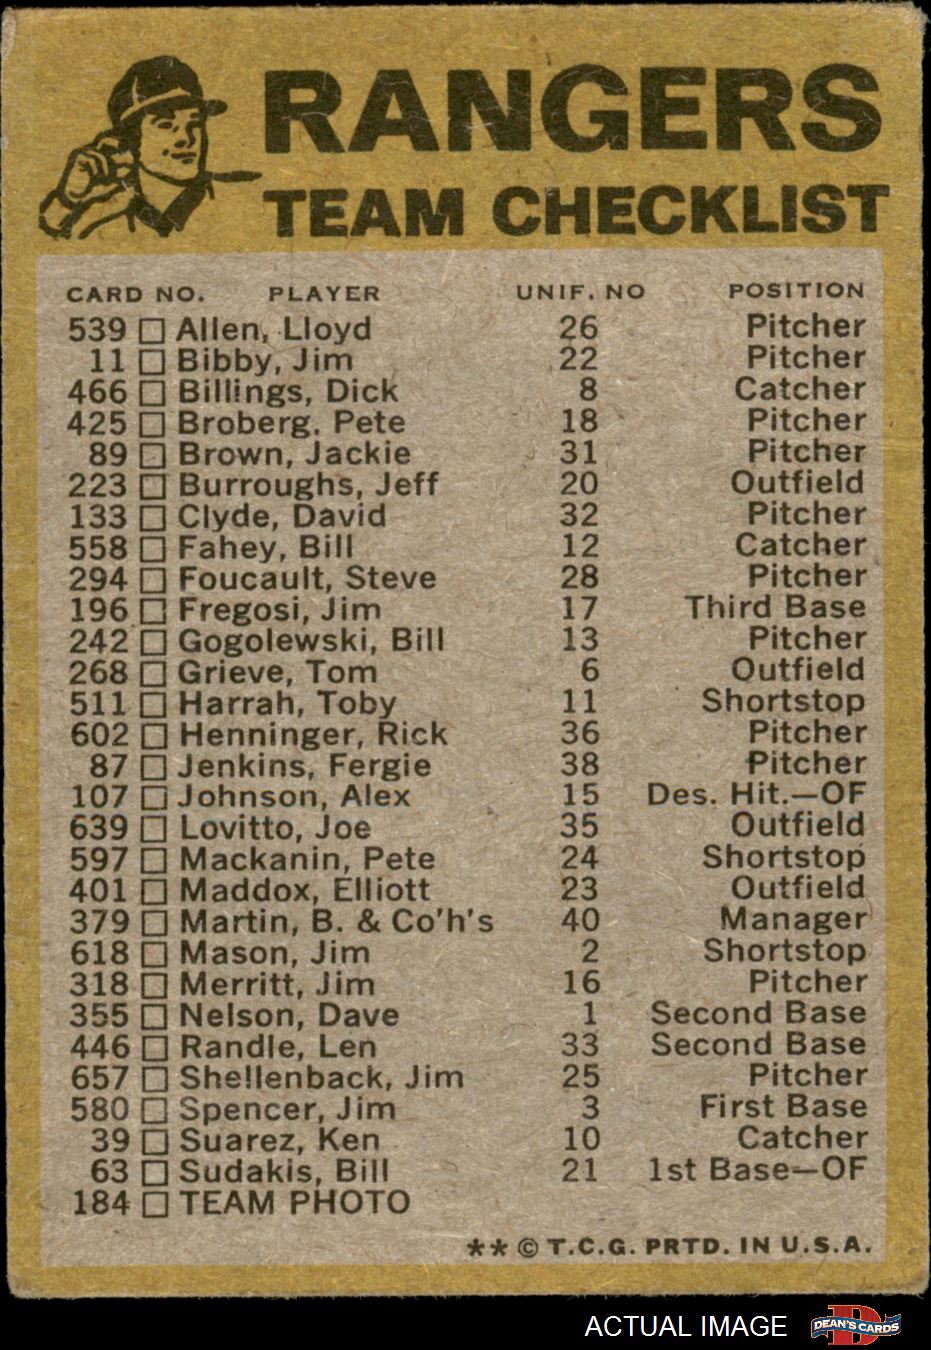 RANGERS
TEAM CHECKLIST
CARD NO. PLAYER UNIF. NO POSITION
539 □ Allen, Lloyd 26 Pitcher
11 □ Bibby, Jim 22 Pitcher
466 □ Billings, Dick 8 Catcher
425 □ Broberg. Pete 18 Pitcher
89 □ Brown, Jackie 31 Pitcher
223 □ Burroughs, Jeff 20 Outfield
133 □ Clyde, David 32 Pitcher
558 □ Fahey, Bill 12 Catcher
294 □ Foucault, Steve 28 Pitcher
196 □ Fregosi, Jim 17 Third Base
242 □ Gogolewski, Bill 13 Pitcher
268 □ Grieve, Tom 6 Outfield
511 □ Harrah, Toby 11 Shortstop
602 □ Henninger, Rick 36 Pitcher
87 □ Jenkins, Fergie 38 Pitcher
107 □ Johnson, Alex 15 Des. Hit.—OF
639 □ Lovitto, Joe 35 Outfield
597 □ Mackanin, Pete 24 Shortstop
401 □ Maddox, Elliott 23 Outfield
379 □ Martin, B. & Co'h's 40 Manager
618 □ Mason, Jim 2 Shortstop
318 □ Merritt, Jim 16 Pitcher
355 □ Nelson, Dave 1 Second Base
446 □ Randle, Len 33 Second Base
657 □ Shellenback, Jim 25 Pitcher
580 □ Spencer, Jim 3 First Base
39 □ Suarez, Ken 10 Catcher
63 □ Sudakis, Bill 21 1st Base—OF
184 □ TEAM PHOTO
** © T.C.G. PRTD. IN U.S.A.
ACTUAL IMAGE DEAN'S CARDS